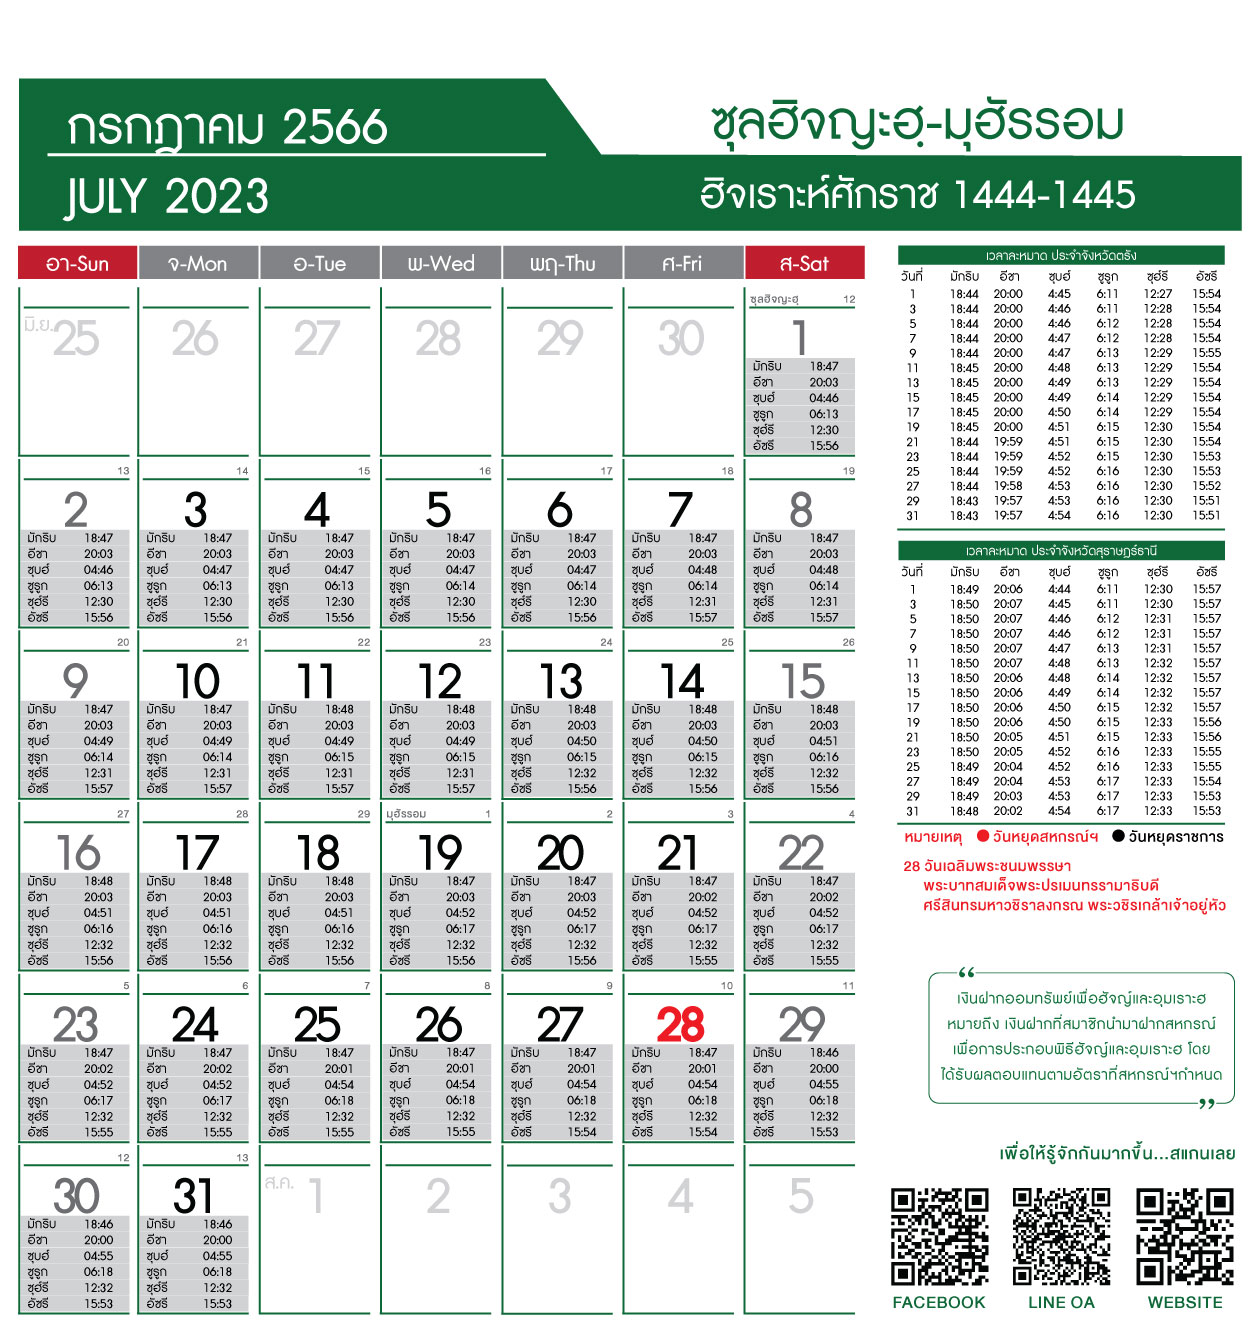 กรกฎาคม 2566
JULY 2023
ซุลฮิจญะฮฺ-มุฮัรรอม
ฮิจเราะห์ศักราช 1444-1445
อา-Sun จ-Mon อ-Tue พ-Wed พฤ-Thu ศ-Fri ส-Sat
ซุลฮิจญะฮฺ 12
มิ.ย. 25 26 27 28 29 30 1
มักริบ 18:47
อีชา 20:03
ซุบฮ์ 04:46
ชูรูก 06:13
ซุฮ์รี 12:30
อัซรี 15:56
13 14 15 16 17 18 19
2 3 4 5 6 7 8
มักริบ 18:47 มักริบ 18:47 มักริบ 18:47 มักริบ 18:47 มักริบ 18:47 มักริบ 18:47 มักริบ 18:47
อีชา 20:03 อีชา 20:03 อีชา 20:03 อีชา 20:03 อีชา 20:03 อีชา 20:03 อีชา 20:03
ซุบฮ์ 04:46 ซุบฮ์ 04:47 ซุบฮ์ 04:47 ซุบฮ์ 04:47 ซุบฮ์ 04:47 ซุบฮ์ 04:48 ซุบฮ์ 04:48
ชูรูก 06:13 ชูรูก 06:13 ชูรูก 06:13 ชูรูก 06:14 ชูรูก 06:14 ชูรูก 06:14 ชูรูก 06:14
ซุฮ์รี 12:30 ซุฮ์รี 12:30 ซุฮ์รี 12:30 ซุฮ์รี 12:30 ซุฮ์รี 12:30 ซุฮ์รี 12:31 ซุฮ์รี 12:31
อัซรี 15:56 อัซรี 15:56 อัซรี 15:56 อัซรี 15:56 อัซรี 15:56 อัซรี 15:57 อัซรี 15:57
20 21 22 23 24 25 26
9 10 11 12 13 14 15
มักริบ 18:47 มักริบ 18:47 มักริบ 18:48 มักริบ 18:48 มักริบ 18:48 มักริบ 18:48 มักริบ 18:48
อีชา 20:03 อีชา 20:03 อีชา 20:03 อีชา 20:03 อีชา 20:03 อีชา 20:03 อีชา 20:03
ซุบฮ์ 04:49 ซุบฮ์ 04:49 ซุบฮ์ 04:49 ซุบฮ์ 04:49 ซุบฮ์ 04:50 ซุบฮ์ 04:50 ซุบฮ์ 04:51
ชูรูก 06:14 ชูรูก 06:14 ชูรูก 06:15 ชูรูก 06:15 ชูรูก 06:15 ชูรูก 06:15 ชูรูก 06:16
ซุฮ์รี 12:31 ซุฮ์รี 12:31 ซุฮ์รี 12:31 ซุฮ์รี 12:31 ซุฮ์รี 12:32 ซุฮ์รี 12:32 ซุฮ์รี 12:32
อัซรี 15:57 อัซรี 15:57 อัซรี 15:57 อัซรี 15:57 อัซรี 15:56 อัซรี 15:56 อัซรี 15:56
27 28 29 มุฮัรรอม 1 2 3 4
16 17 18 19 20 21 22
มักริบ 18:48 มักริบ 18:48 มักริบ 18:48 มักริบ 18:48 มักริบ 18:48 มักริบ 18:48 มักริบ 18:48
อีชา 20:03 อีชา 20:03 อีชา 20:03 อีชา 20:03 อีชา 20:03 อีชา 20:02 อีชา 20:02
ซุบฮ์ 04:51 ซุบฮ์ 04:51 ซุบฮ์ 04:51 ซุบฮ์ 04:52 ซุบฮ์ 04:52 ซุบฮ์ 04:52 ซุบฮ์ 04:52
ชูรูก 06:16 ชูรูก 06:16 ชูรูก 06:16 ชูรูก 06:17 ชูรูก 06:17 ชูรูก 06:17 ชูรูก 06:17
ซุฮ์รี 12:32 ซุฮ์รี 12:32 ซุฮ์รี 12:32 ซุฮ์รี 12:32 ซุฮ์รี 12:32 ซุฮ์รี 12:32 ซุฮ์รี 12:32
อัซรี 15:56 อัซรี 15:56 อัซรี 15:56 อัซรี 15:56 อัซรี 15:56 อัซรี 15:55 อัซรี 15:55
5 6 7 8 9 10 11
23 24 25 26 27 28 29
มักริบ 18:47 มักริบ 18:47 มักริบ 18:47 มักริบ 18:47 มักริบ 18:47 มักริบ 18:47 มักริบ 18:46
อีชา 20:02 อีชา 20:02 อีชา 20:01 อีชา 20:01 อีชา 20:01 อีชา 20:01 อีชา 20:00
ซุบฮ์ 04:52 ซุบฮ์ 04:52 ซุบฮ์ 04:54 ซุบฮ์ 04:54 ซุบฮ์ 04:54 ซุบฮ์ 04:54 ซุบฮ์ 04:55
ชูรูก 06:17 ชูรูก 06:17 ชูรูก 06:18 ชูรูก 06:18 ชูรูก 06:18 ชูรูก 06:18 ชูรูก 06:18
ซุฮ์รี 12:32 ซุฮ์รี 12:32 ซุฮ์รี 12:32 ซุฮ์รี 12:32 ซุฮ์รี 12:32 ซุฮ์รี 12:32 ซุฮ์รี 12:32
อัซรี 15:55 อัซรี 15:55 อัซรี 15:55 อัซรี 15:55 อัซรี 15:54 อัซรี 15:54 อัซรี 15:53
12 13
30 31 ส.ค. 1 2 3 4 5
มักริบ 18:46 มักริบ 18:46
อีชา 20:00 อีชา 20:00
ซุบฮ์ 04:55 ซุบฮ์ 04:55
ชูรูก 06:18 ชูรูก 06:18
ซุฮ์รี 12:32 ซุฮ์รี 12:32
อัซรี 15:53 อัซรี 15:53
เวลาละหมาด ประจำจังหวัดตรัง
วันที่ มักริบ อีชา ซุบฮ์ ชูรูก ซุฮ์รี อัซรี
1 18:44 20:00 4:45 6:11 12:27 15:54
3 18:44 20:00 4:46 6:11 12:28 15:54
5 18:44 20:00 4:46 6:12 12:28 15:54
7 18:44 20:00 4:47 6:12 12:28 15:54
9 18:44 20:00 4:47 6:13 12:29 15:55
11 18:45 20:00 4:48 6:13 12:29 15:54
13 18:45 20:00 4:49 6:13 12:29 15:54
15 18:45 20:00 4:49 6:14 12:29 15:54
17 18:45 20:00 4:50 6:14 12:29 15:54
19 18:45 20:00 4:51 6:15 12:30 15:54
21 18:44 19:59 4:51 6:15 12:30 15:54
23 18:44 19:59 4:52 6:15 12:30 15:53
25 18:44 19:59 4:52 6:16 12:30 15:53
27 18:44 19:58 4:53 6:16 12:30 15:52
29 18:43 19:57 4:53 6:16 12:30 15:51
31 18:43 19:57 4:54 6:16 12:30 15:51
เวลาละหมาด ประจำจังหวัดสุราษฎร์ธานี
วันที่ มักริบ อีชา ซุบฮ์ ชูรูก ซุฮ์รี อัซรี
1 18:49 20:06 4:44 6:11 12:30 15:57
3 18:50 20:07 4:45 6:11 12:30 15:57
5 18:50 20:07 4:46 6:12 12:31 15:57
7 18:50 20:07 4:46 6:12 12:31 15:57
9 18:50 20:07 4:47 6:13 12:31 15:57
11 18:50 20:07 4:48 6:13 12:32 15:57
13 18:50 20:06 4:48 6:14 12:32 15:57
15 18:50 20:06 4:49 6:14 12:32 15:57
17 18:50 20:06 4:50 6:15 12:32 15:57
19 18:50 20:06 4:50 6:15 12:33 15:56
21 18:50 20:05 4:51 6:15 12:33 15:56
23 18:50 20:05 4:52 6:16 12:33 15:55
25 18:49 20:04 4:52 6:16 12:33 15:55
27 18:49 20:04 4:53 6:17 12:33 15:54
29 18:49 20:03 4:53 6:17 12:33 15:53
31 18:48 20:02 4:54 6:17 12:33 15:53
หมายเหตุ ● วันหยุดสหกรณ์ฯ ● วันหยุดราชการ
28 วันเฉลิมพระชนมพรรษา
พระบาทสมเด็จพระปรเมนทรรามาธิบดี
ศรีสินทรมหาวชิราลงกรณ พระวชิรเกล้าเจ้าอยู่หัว
“
เงินฝากออมทรัพย์เพื่อฮัจญ์และอุมเราะฮ
หมายถึง เงินฝากที่สมาชิกนำมาฝากสหกรณ์
เพื่อการประกอบพิธีฮัจญ์และอุมเราะฮ โดย
ได้รับผลตอบแทนตามอัตราที่สหกรณ์ฯกำหนด
”
เพื่อให้รู้จักกันมากขึ้น...สแกนเลย
FACEBOOK LINE OA WEBSITE